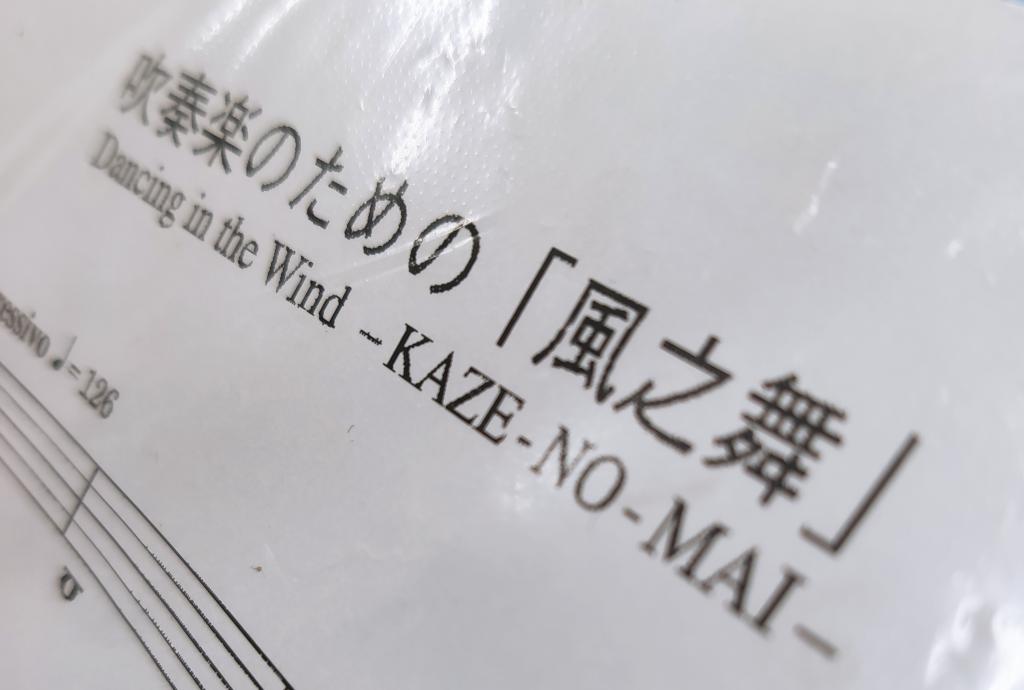 吹奏楽のための「風之舞」
Dancing in the Wind －KAZE-NO-MAI－
♩=126